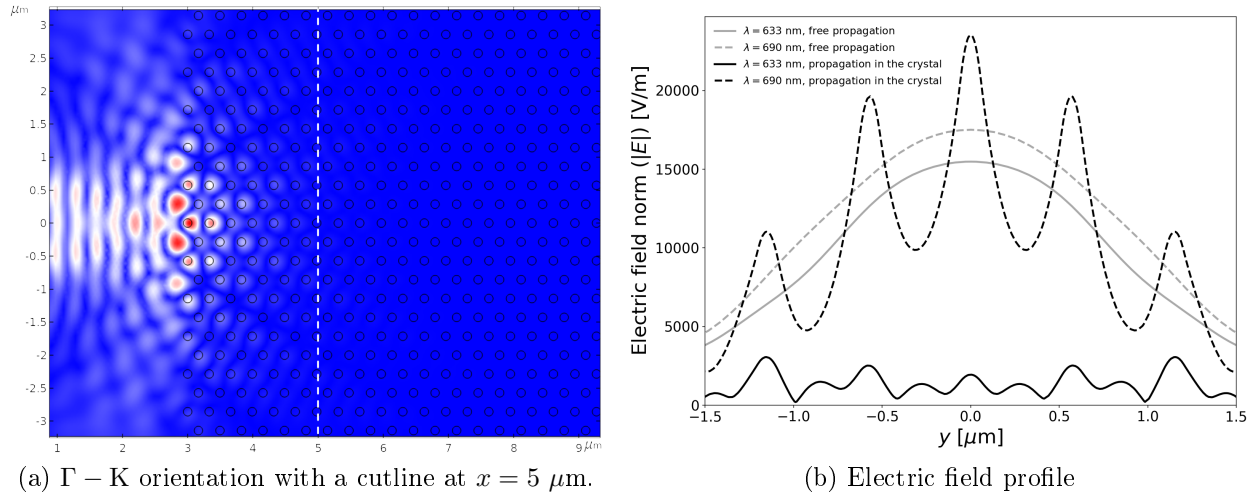 μm
3
2.5
2
1.5
1
0.5
0
-0.5
-1
-1.5
-2
-2.5
-3
1 2 3 4 5 6 7 8 9 μm
(a) Γ − K orientation with a cutline at x = 5 μm.
λ = 633 nm, free propagation
λ = 690 nm, free propagation
λ = 633 nm, propagation in the crystal
λ = 690 nm, propagation in the crystal
Electric field norm (|E|) [V/m]
20000
15000
10000
5000
0
−1.5 −1.0 −0.5 0.0 0.5 1.0 1.5
y [μm]
(b) Electric field profile